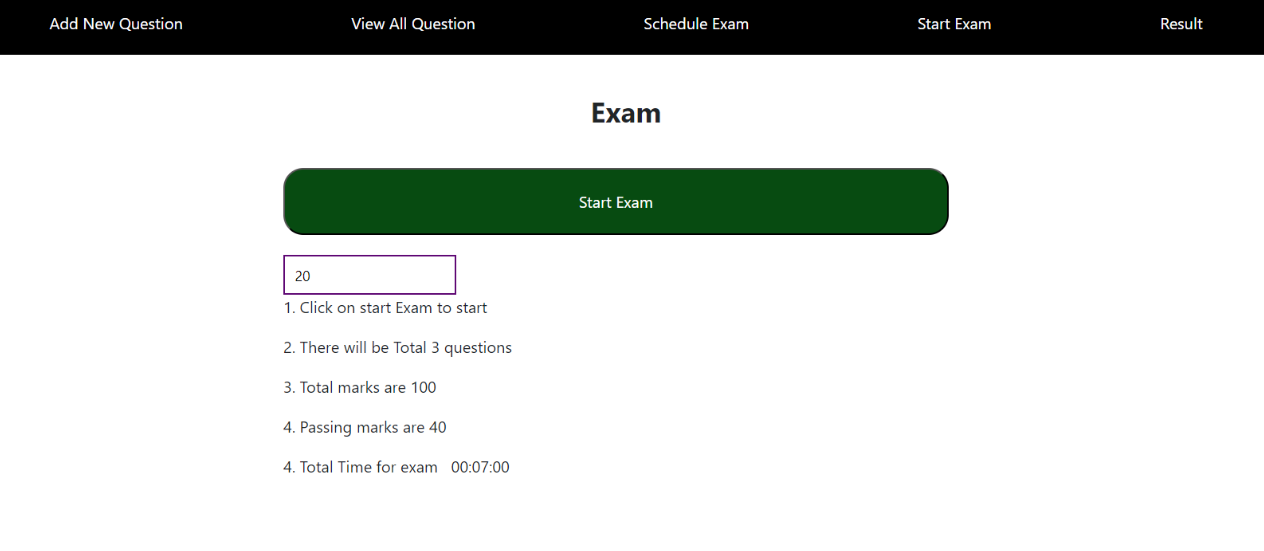 Add New Question View All Question Schedule Exam Start Exam Result
Exam
Start Exam
20
1. Click on start Exam to start
2. There will be Total 3 questions
3. Total marks are 100
4. Passing marks are 40
4. Total Time for exam 00:07:00